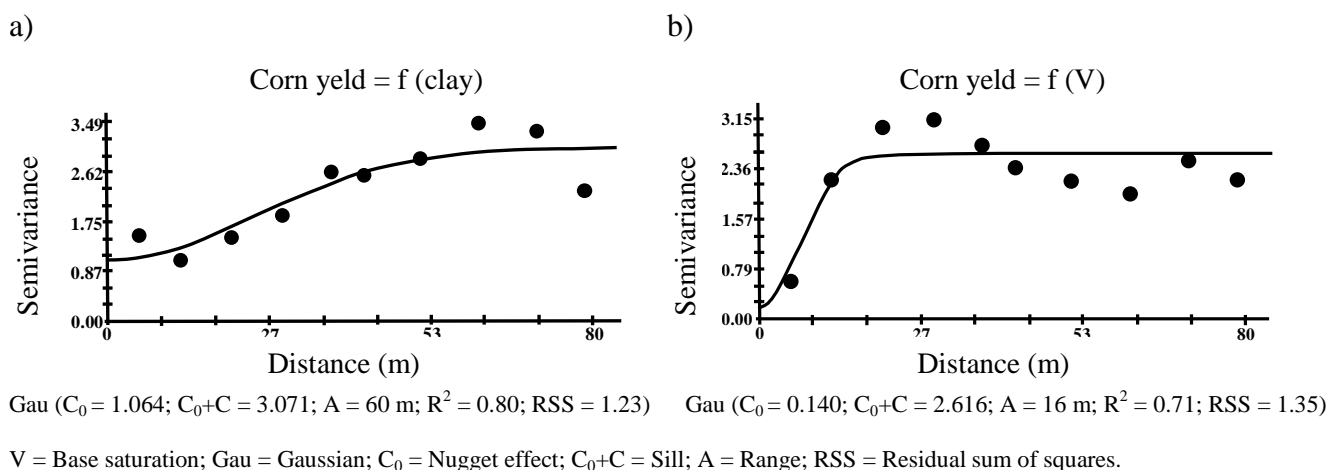 a)
Corn yeld = f (clay)
Semivariance
3.49
2.62
1.75
0.87
0.00
0 27 53 80
Distance (m)
Gau (C₀ = 1.064; C₀+C = 3.071; A = 60 m; R² = 0.80; RSS = 1.23)
b)
Corn yeld = f (V)
Semivariance
3.15
2.36
1.57
0.79
0.00
0 27 53 80
Distance (m)
Gau (C₀ = 0.140; C₀+C = 2.616; A = 16 m; R² = 0.71; RSS = 1.35)
V = Base saturation; Gau = Gaussian; C₀ = Nugget effect; C₀+C = Sill; A = Range; RSS = Residual sum of squares.